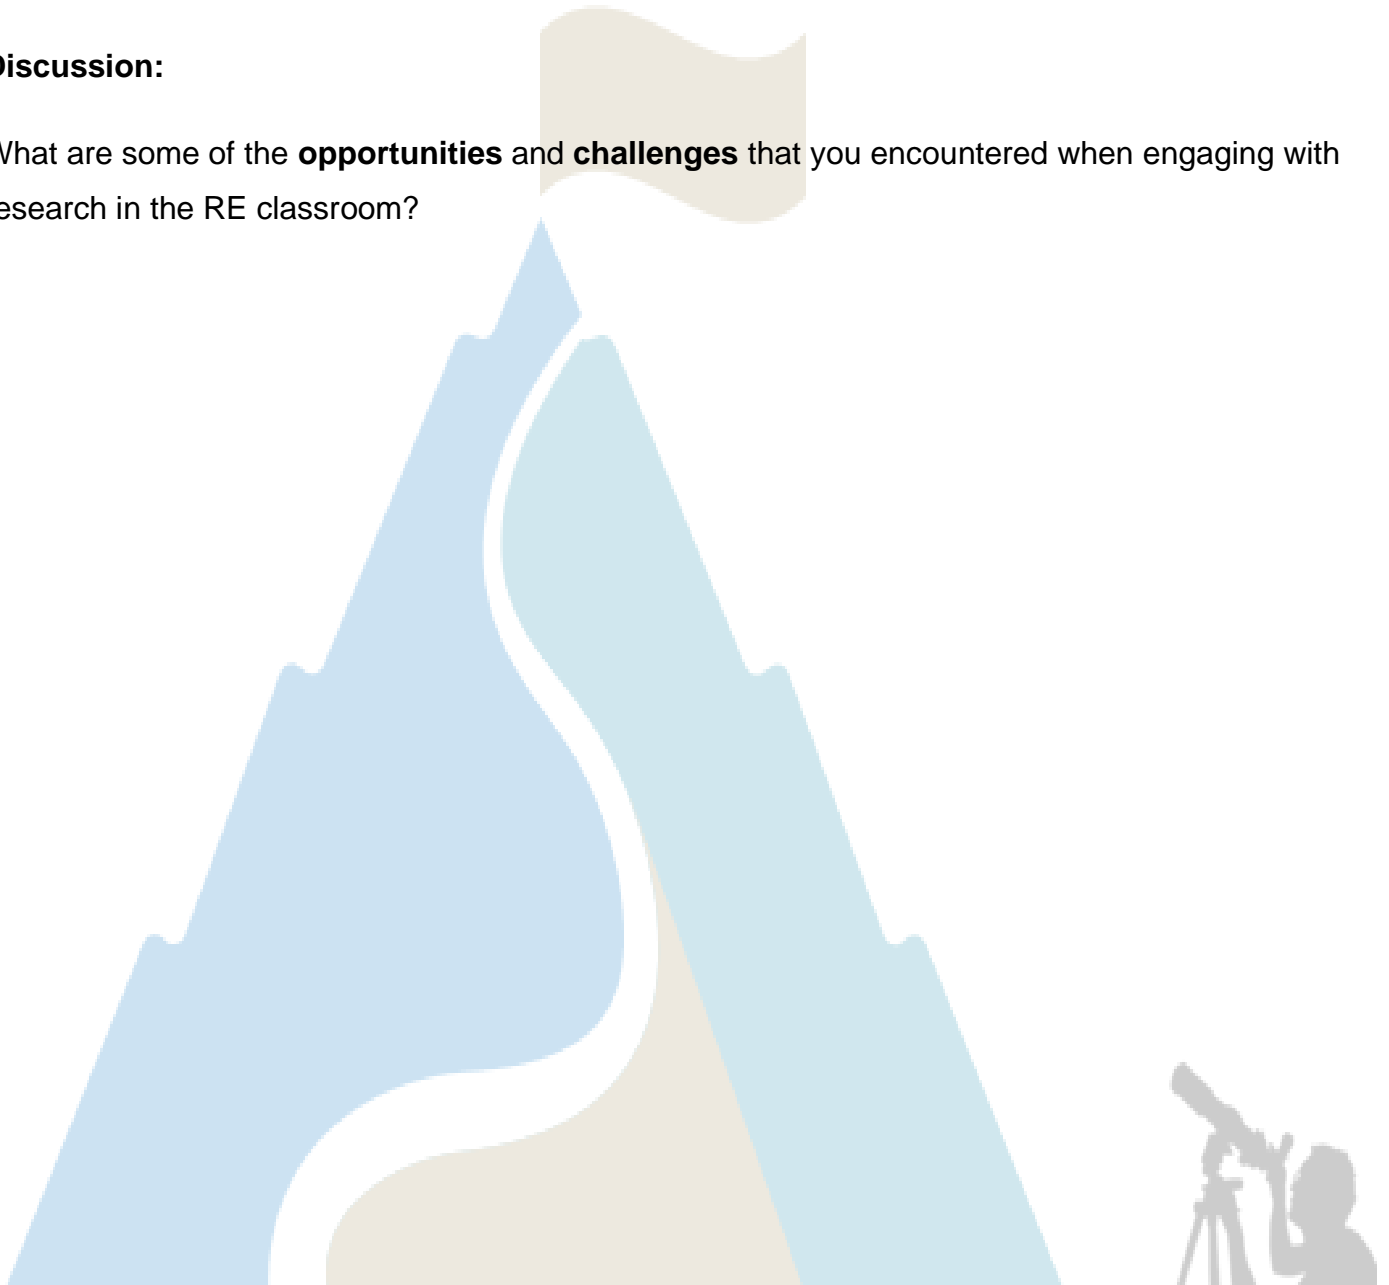 Discussion:
What are some of the opportunities and challenges that you encountered when engaging with
research in the RE classroom?